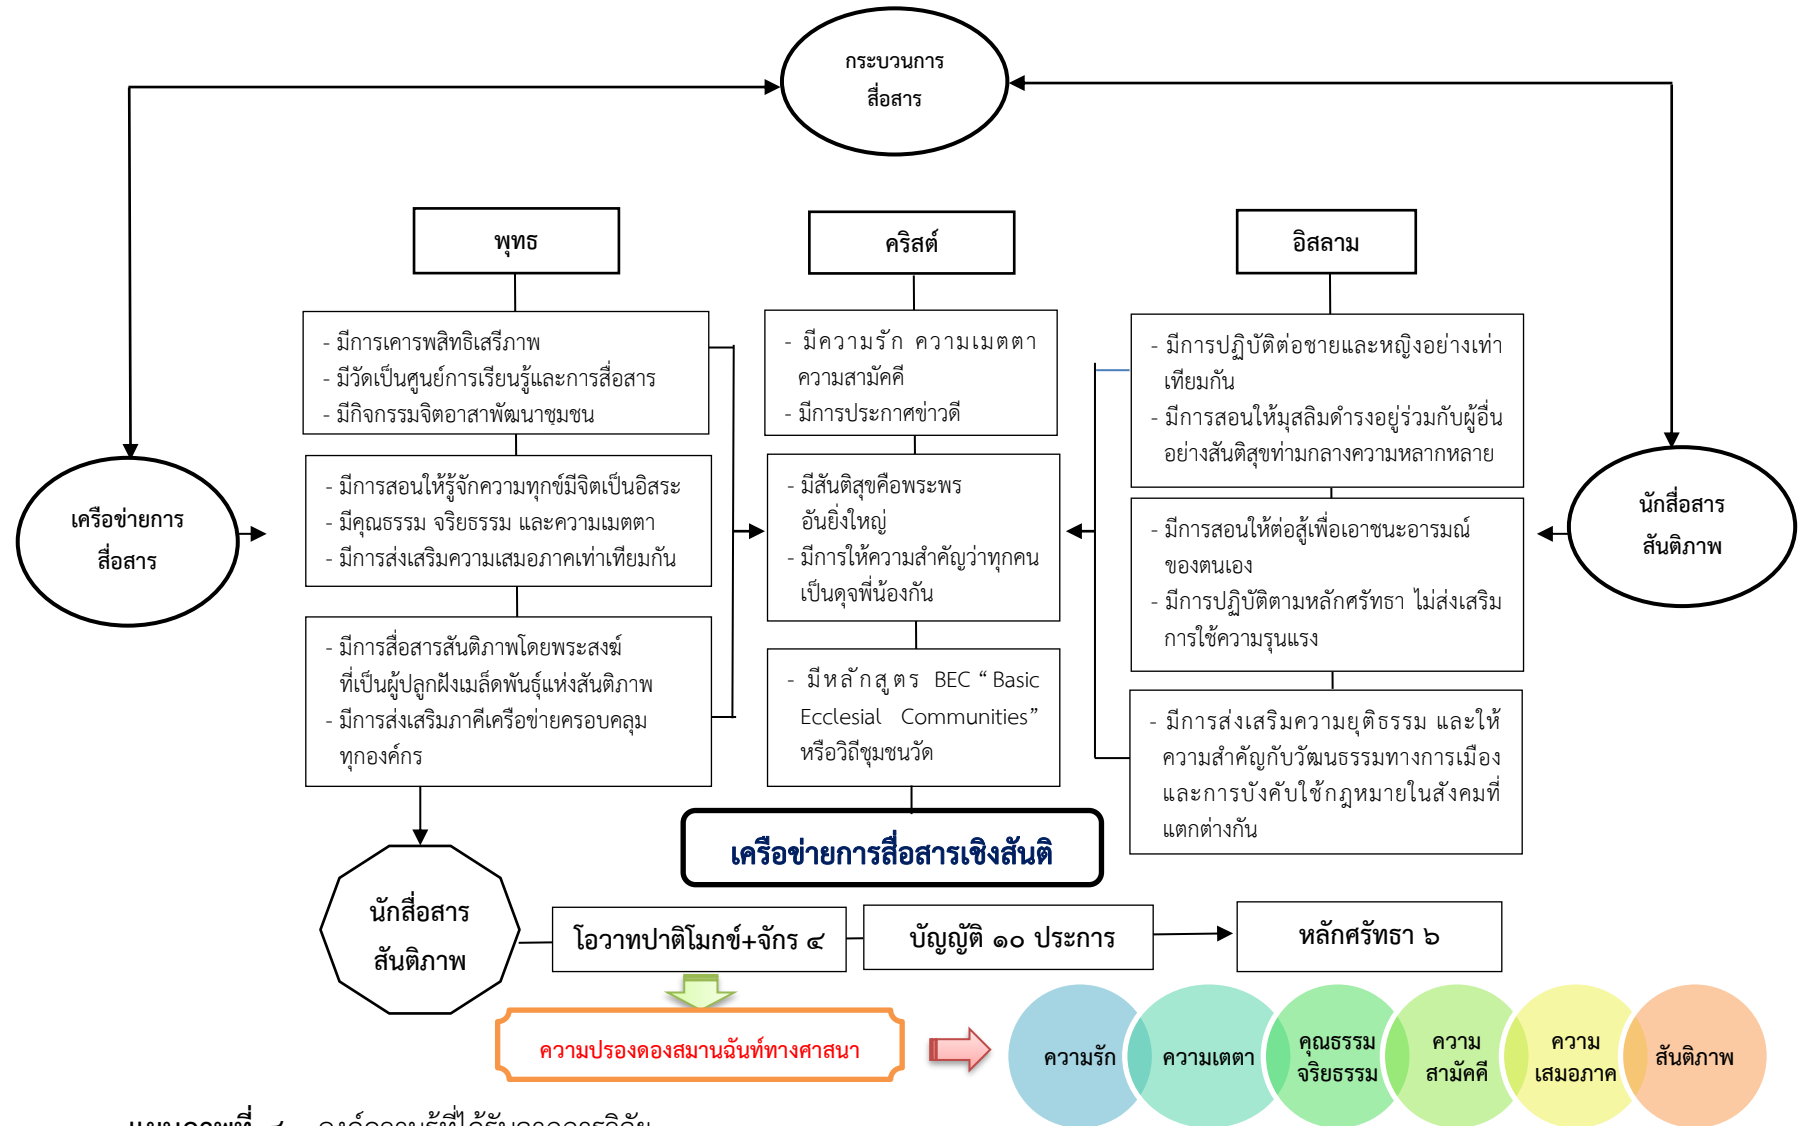 กระบวนการ
สื่อสาร
พุทธ
คริสต์
อิสลาม
- มีการเคารพสิทธิเสรีภาพ
- มีวัดเป็นศูนย์การเรียนรู้และการสื่อสาร
- มีกิจกรรมจิตอาสาพัฒนาชุมชน
- มีความรัก ความเมตตา
ความสามัคคี
- มีการประกาศข่าวดี
- มีการปฏิบัติต่อชายและหญิงอย่างเท่า
เทียมกัน
- มีการสอนให้มุสลิมดำรงอยู่ร่วมกับผู้อื่น
อย่างสันติสุขท่ามกลางความหลากหลาย
เครือข่ายการ
สื่อสาร
- มีการสอนให้รู้จักความทุกข์มีจิตเป็นอิสระ
- มีคุณธรรม จริยธรรม และความเมตตา
- มีการส่งเสริมความเสมอภาคเท่าเทียมกัน
- มีสันติสุขคือพระพร
อันยิ่งใหญ่
- มีการให้ความสำคัญว่าทุกคน
เป็นดุจพี่น้องกัน
- มีการสอนให้ต่อสู้เพื่อเอาชนะอารมณ์
ของตนเอง
- มีการปฏิบัติตามหลักศรัทธา ไม่ส่งเสริม
การใช้ความรุนแรง
นักสื่อสาร
สันติภาพ
- มีการสื่อสารสันติภาพโดยพระสงฆ์
ที่เป็นผู้ปลูกฝังเมล็ดพันธุ์แห่งสันติภาพ
- มีการส่งเสริมภาคีเครือข่ายครอบคลุม
ทุกองค์กร
- มีหลักสูตร BEC “Basic
Ecclesial Communities”
หรือวิถีชุมชนวัด
- มีการส่งเสริมความยุติธรรม และให้
ความสำคัญกับวัฒนธรรมทางการเมือง
และการบังคับใช้กฎหมายในสังคมที่
แตกต่างกัน
เครือข่ายการสื่อสารเชิงสันติ
นักสื่อสาร
สันติภาพ
โอวาทปาติโมกข์+จักร ๔
บัญญัติ ๑๐ ประการ
หลักศรัทธา ๖
ความปรองดองสมานฉันท์ทางศาสนา
ความรัก
ความเตตา
คุณธรรม
จริยธรรม
ความ
สามัคคี
ความ
เสมอภาค
สันติภาพ